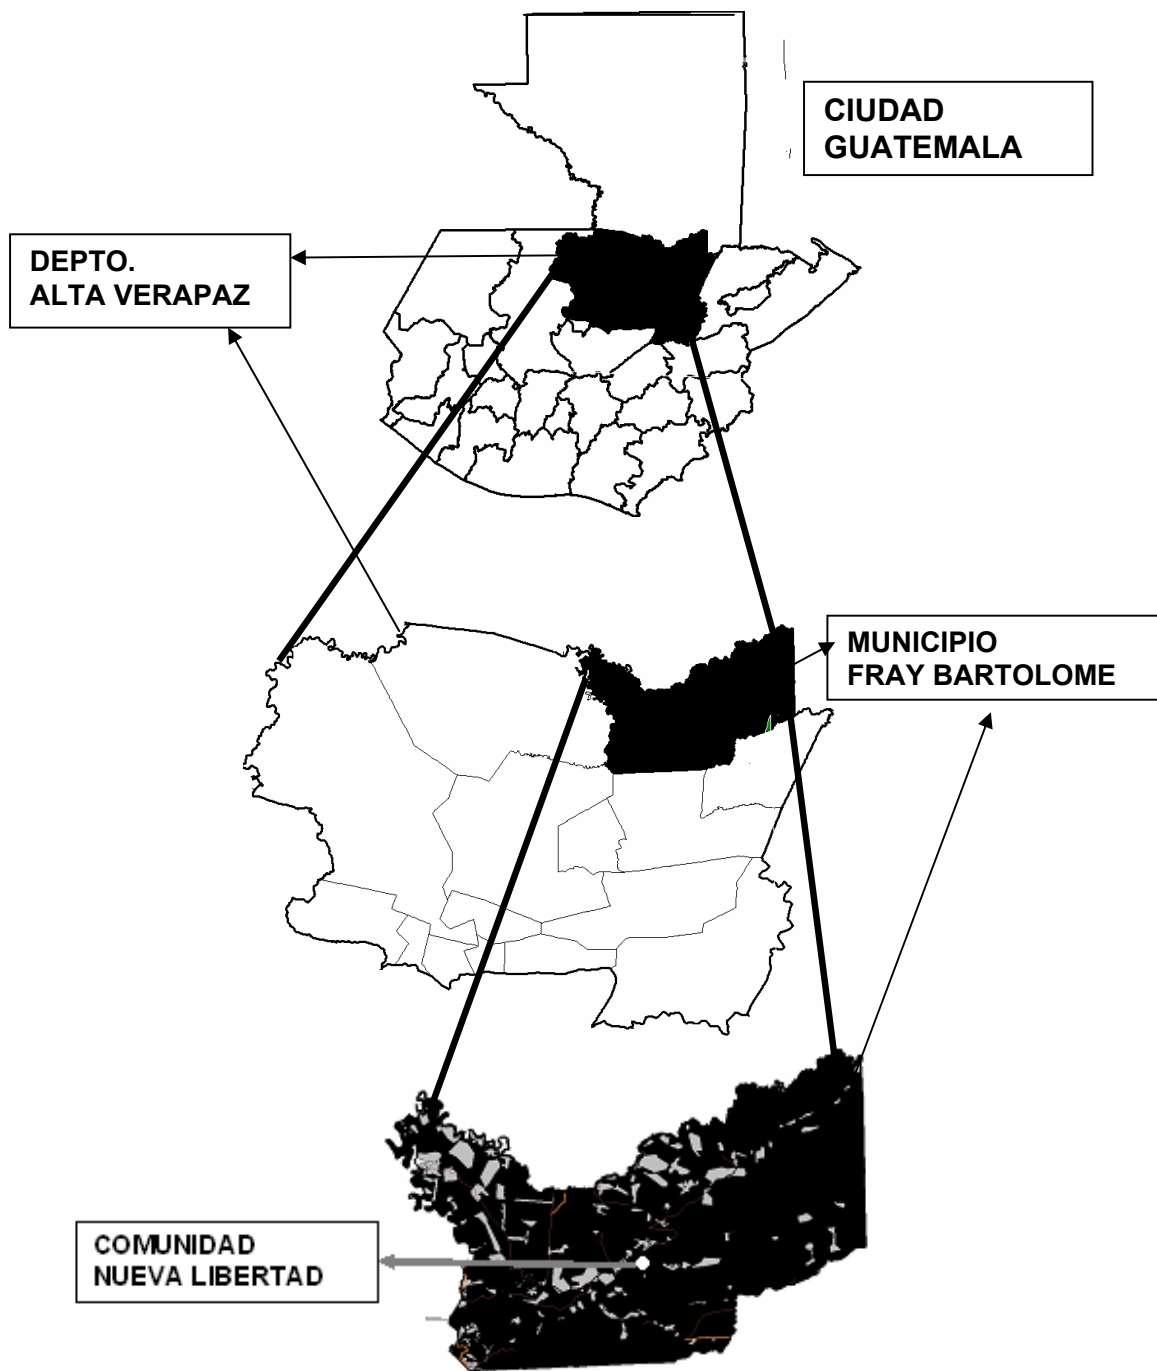 CIUDAD
GUATEMALA
DEPTO.
ALTA VERAPAZ
MUNICIPIO
FRAY BARTOLOME
COMUNIDAD
NUEVA LIBERTAD